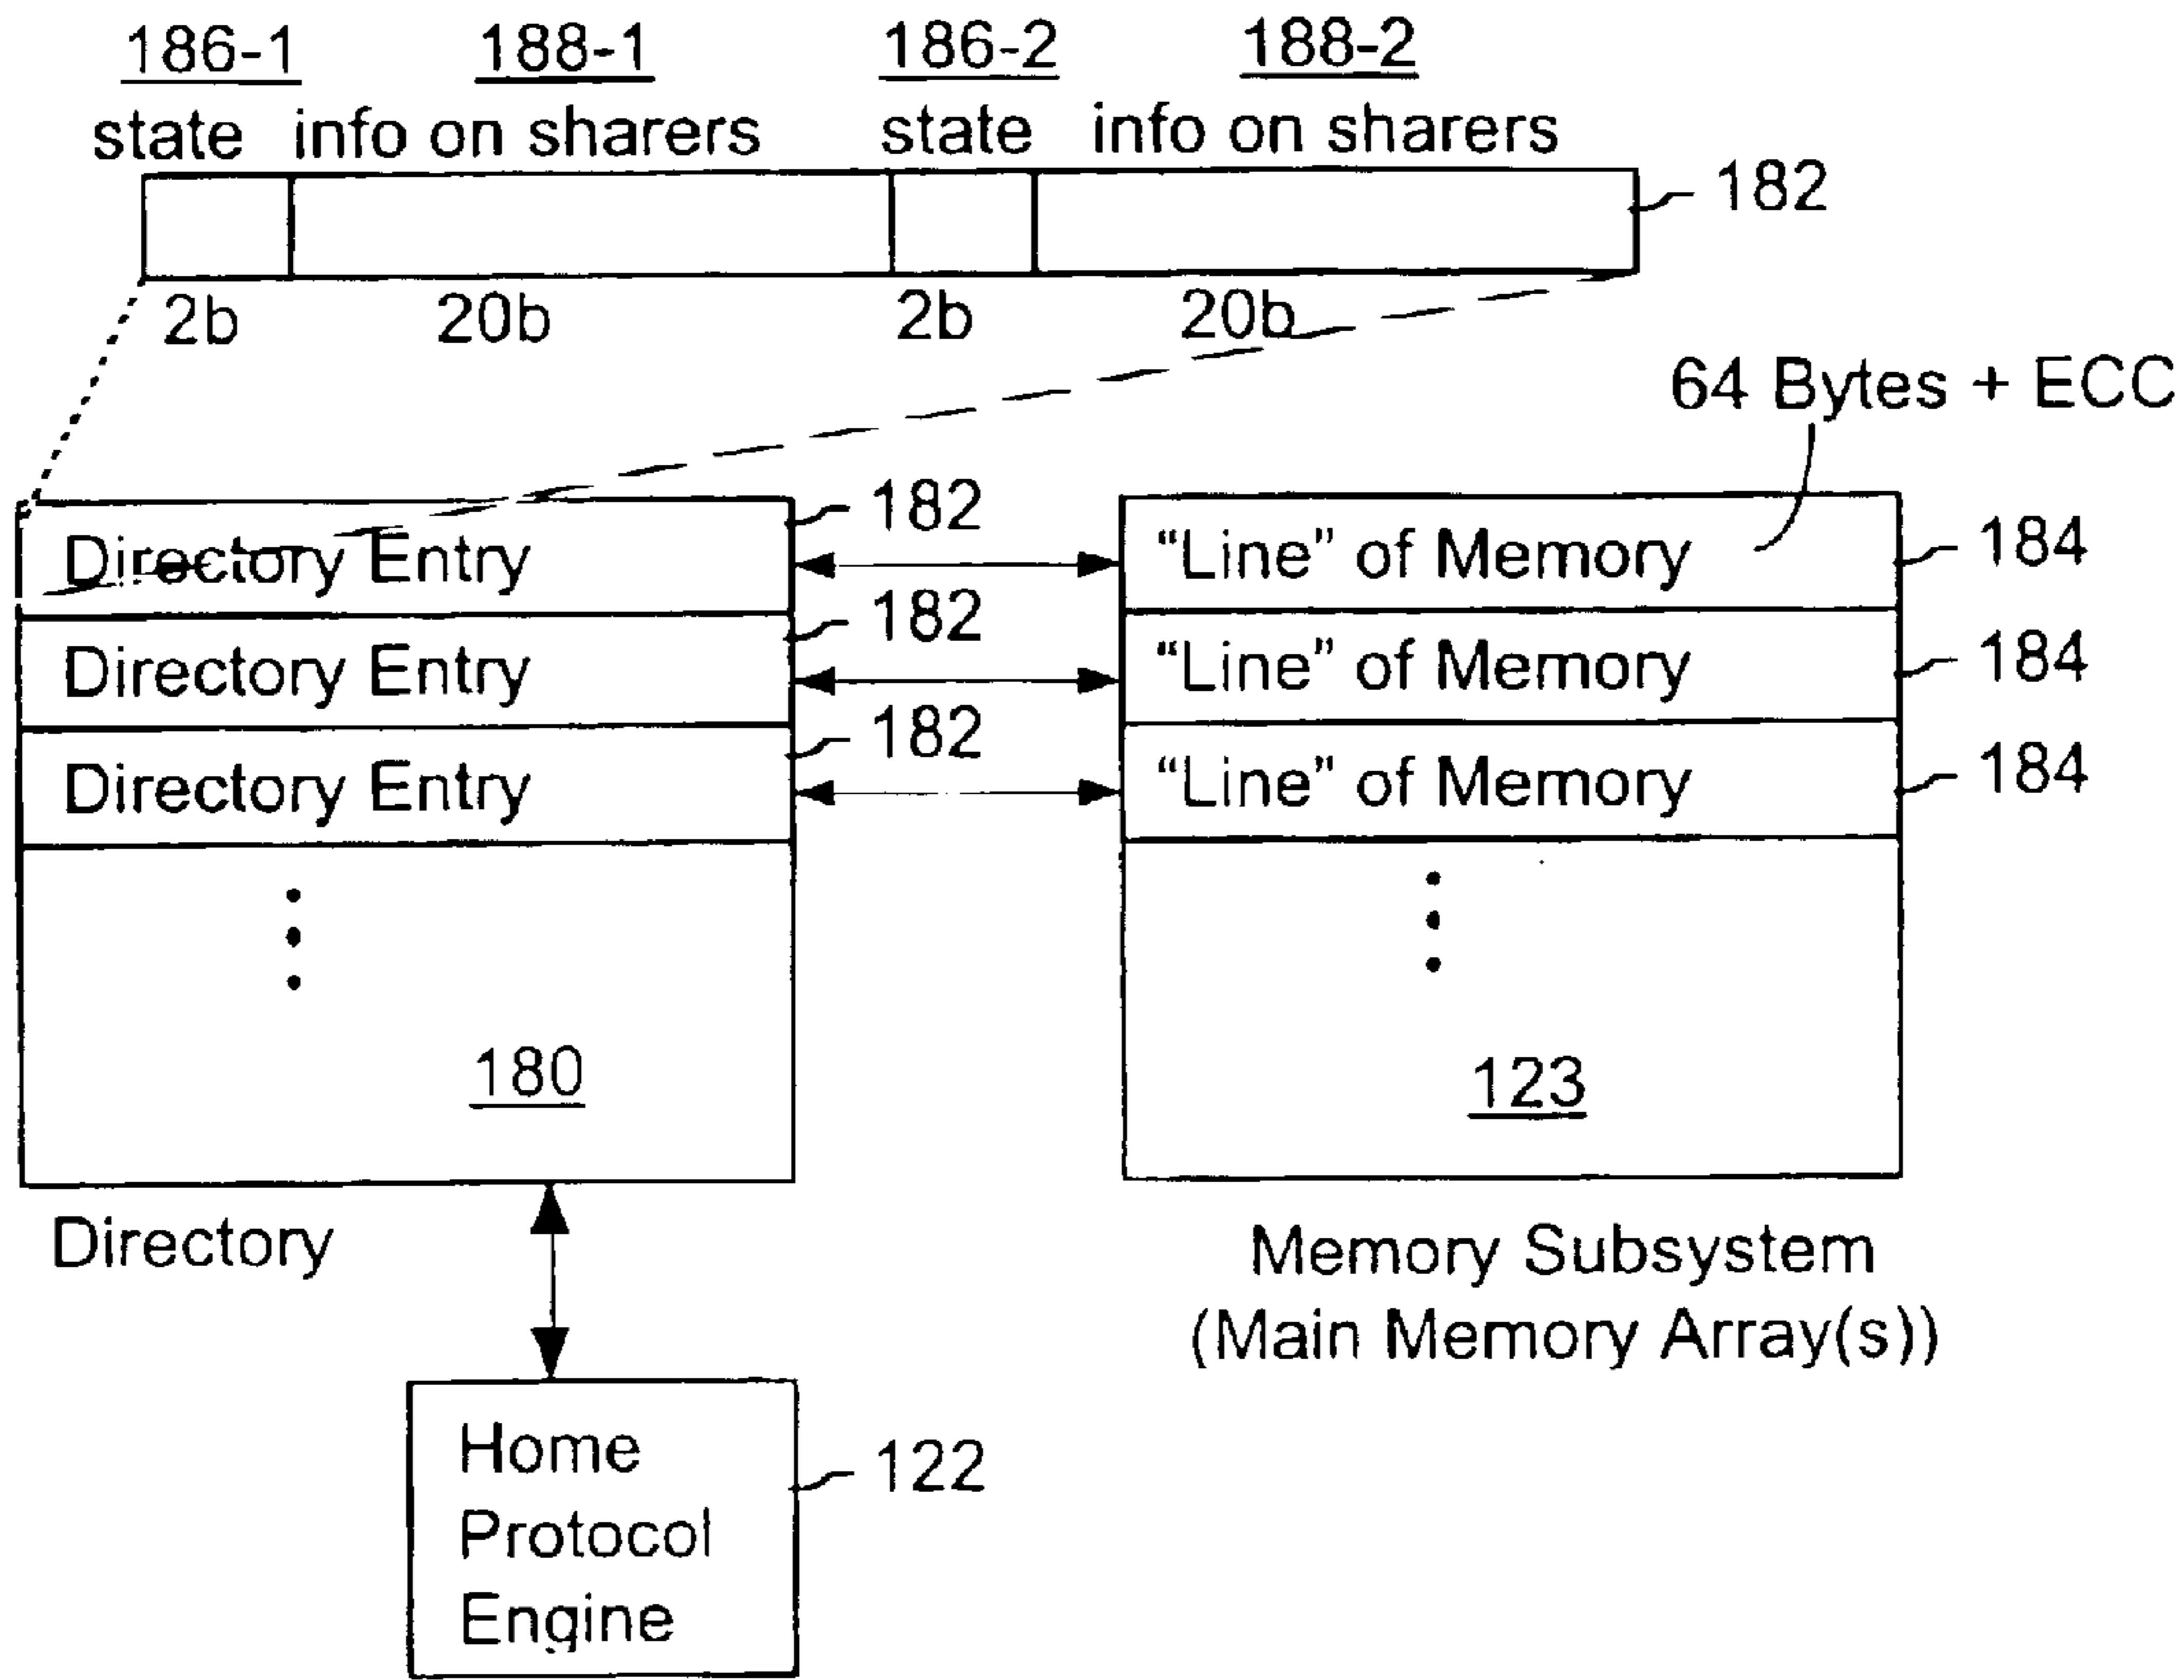 186-1 188-1 186-2 188-2
state info on sharers state info on sharers
182
2b 20b 2b 20b
64 Bytes + ECC
182
Directory Entry "Line" of Memory 184
182
Directory Entry "Line" of Memory 184
182
Directory Entry "Line" of Memory 184
180 123
Directory Memory Subsystem
(Main Memory Array(s))
Home
Protocol
Engine
122